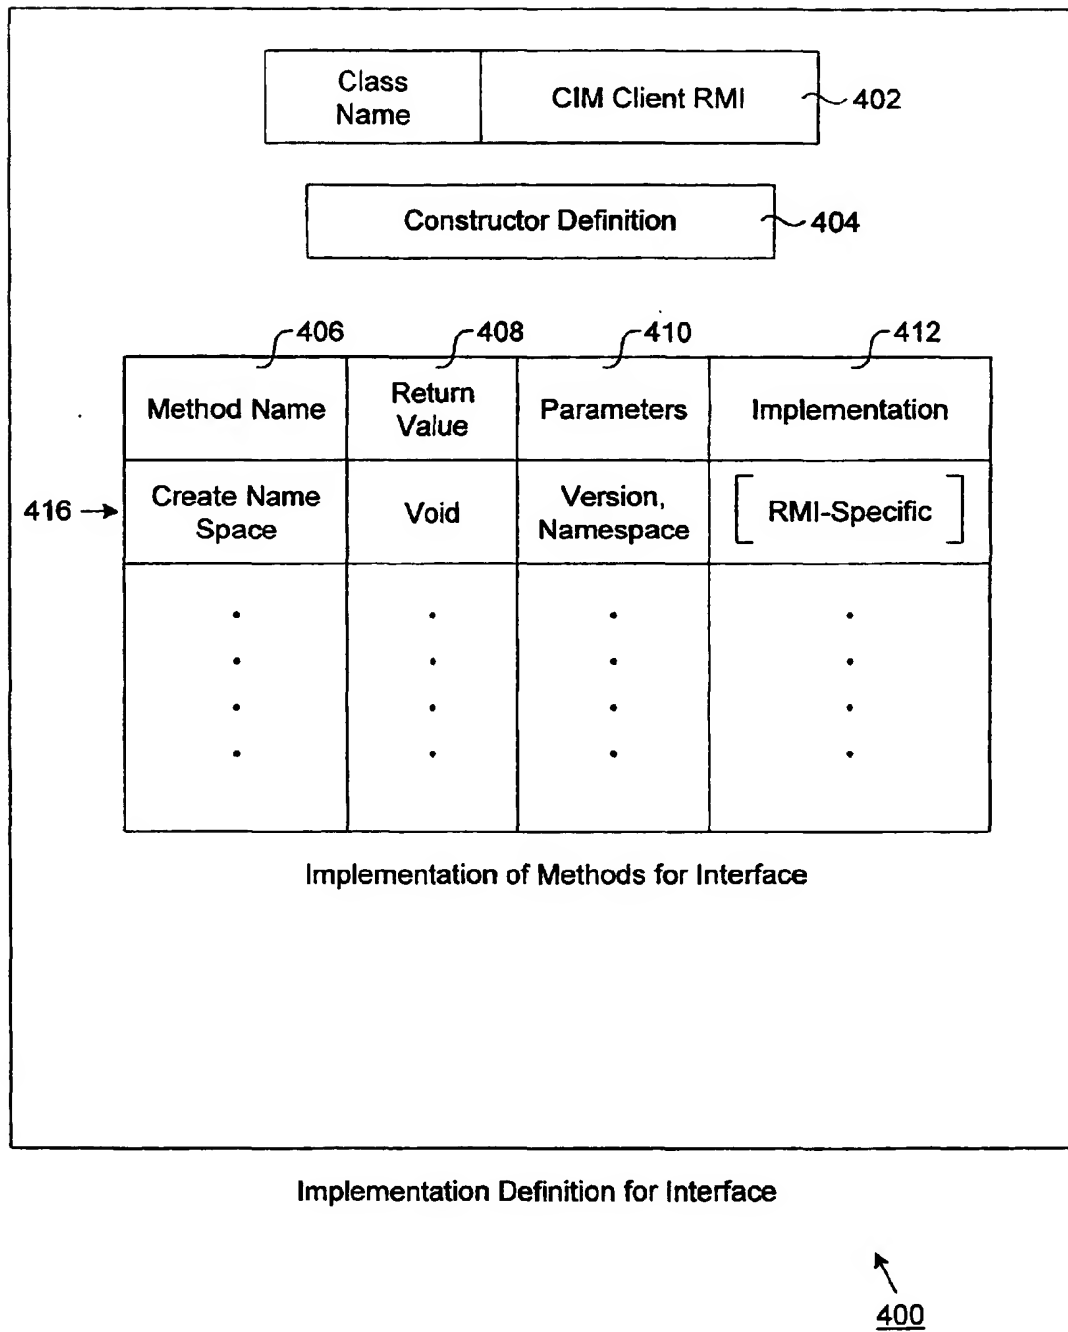 Class
Name
CIM Client RMI
402
Constructor Definition
404
406
408
410
412
Method Name
Return
Value
Parameters
Implementation
416
Create Name
Space
Void
Version,
Namespace
[RMI-Specific]
Implementation of Methods for Interface
Implementation Definition for Interface
400